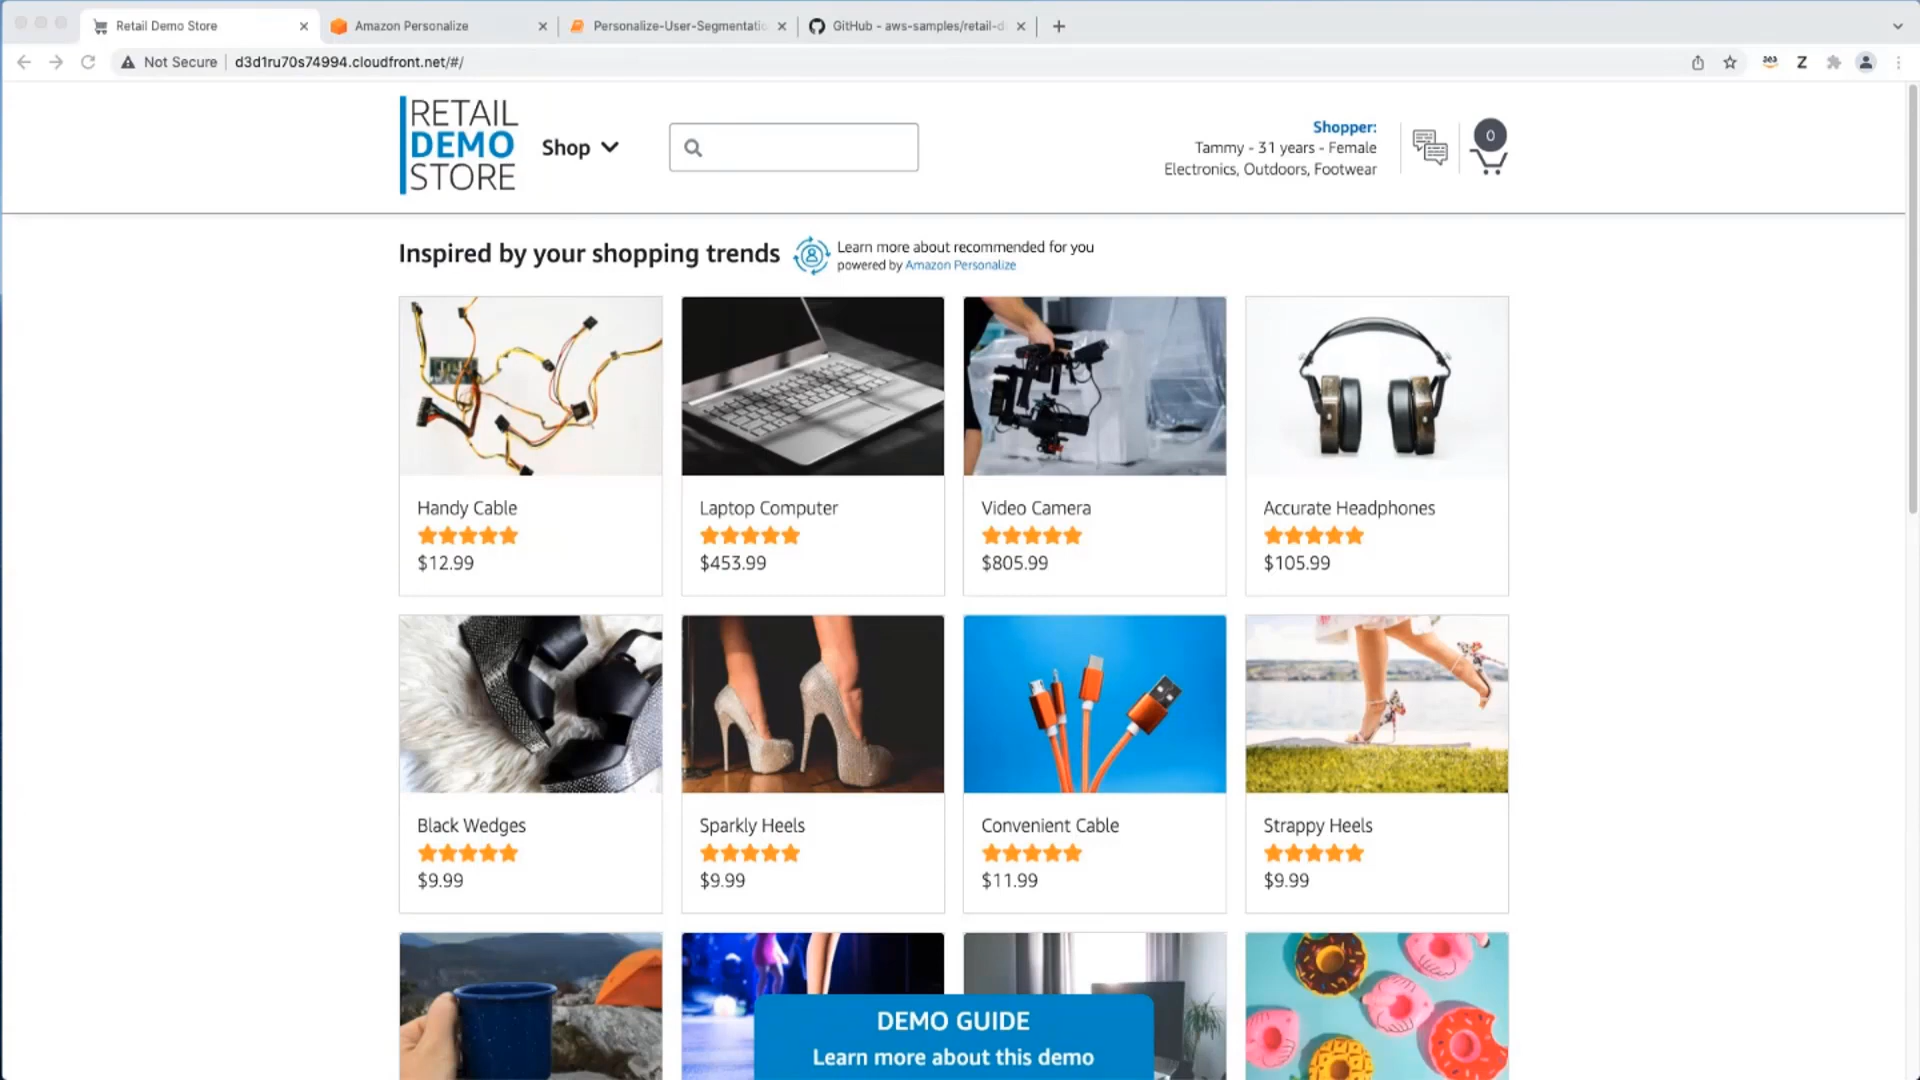 Retail Demo Store
Amazon Personalize
Personalize-User-Segmentatio
GitHub - aws-samples/retail-d
Not Secure
d3d1ru70s74994.cloudfront.net/#/
RETAIL
DEMO
STORE
Shop
Shopper:
Tammy - 31 years - Female
Electronics, Outdoors, Footwear
0
Inspired by your shopping trends
Learn more about recommended for you
powered by Amazon Personalize
Handy Cable
$12.99
Laptop Computer
$453.99
Video Camera
$805.99
Accurate Headphones
$105.99
Black Wedges
$9.99
Sparkly Heels
$9.99
Convenient Cable
$11.99
Strappy Heels
$9.99
DEMO GUIDE
Learn more about this demo